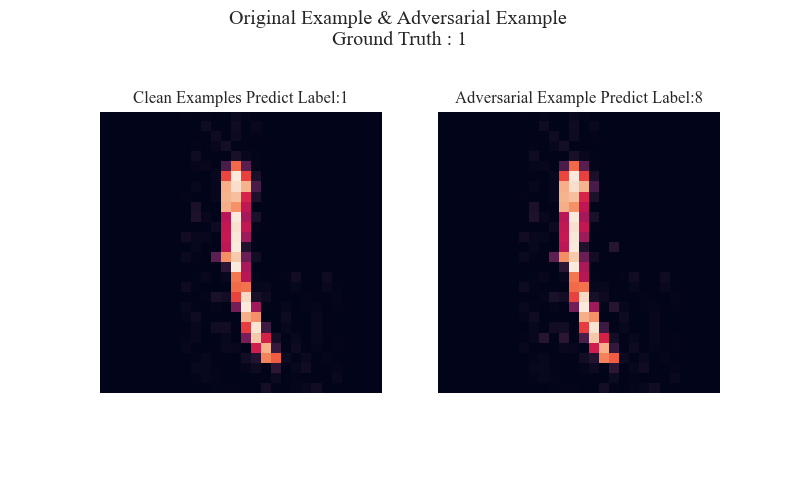 Original Example & Adversarial Example
Ground Truth : 1
Clean Examples Predict Label:1
Adversarial Example Predict Label:8